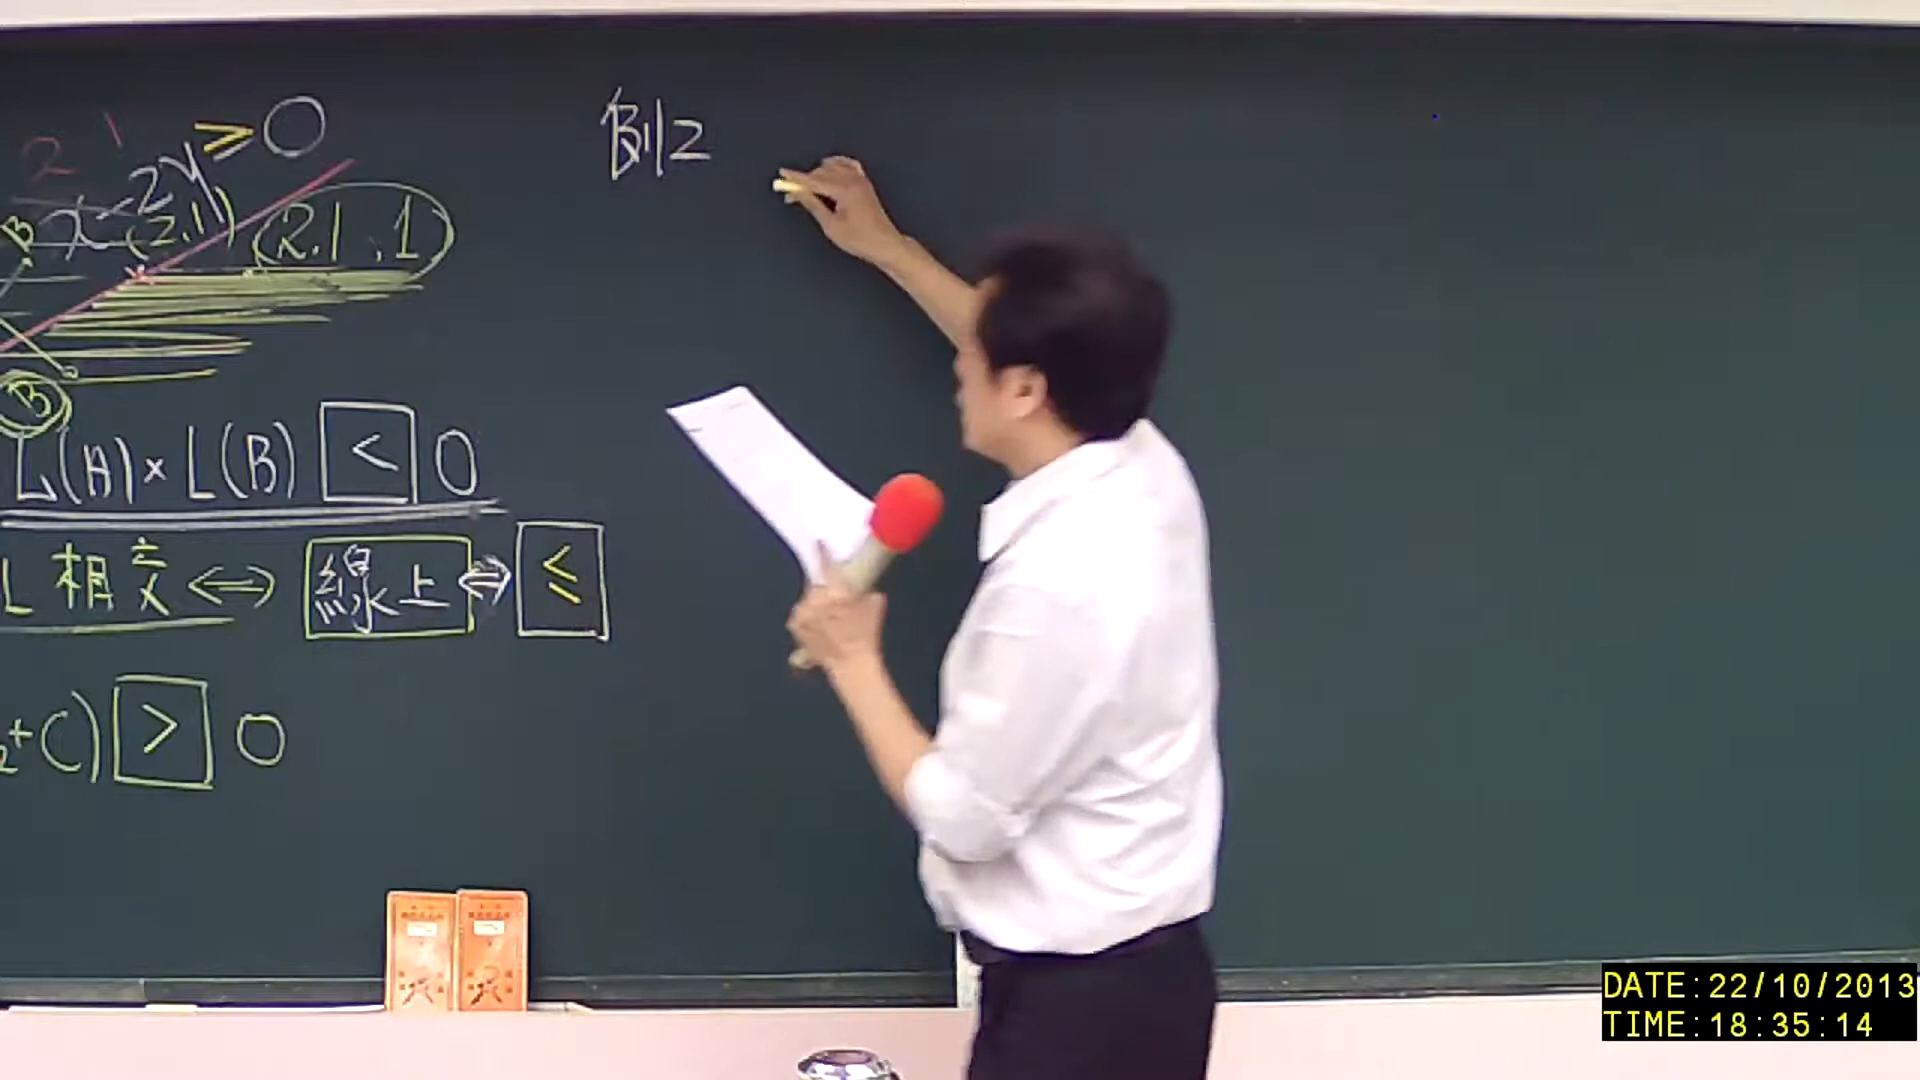 2 1
x-2y≥0
B (2,1) (2.1,1)
B
L(A)×L(B) < 0
L 相交⇔線上⇔≤
+C) > 0
例2
DATE:22/10/2013
TIME:18:35:14